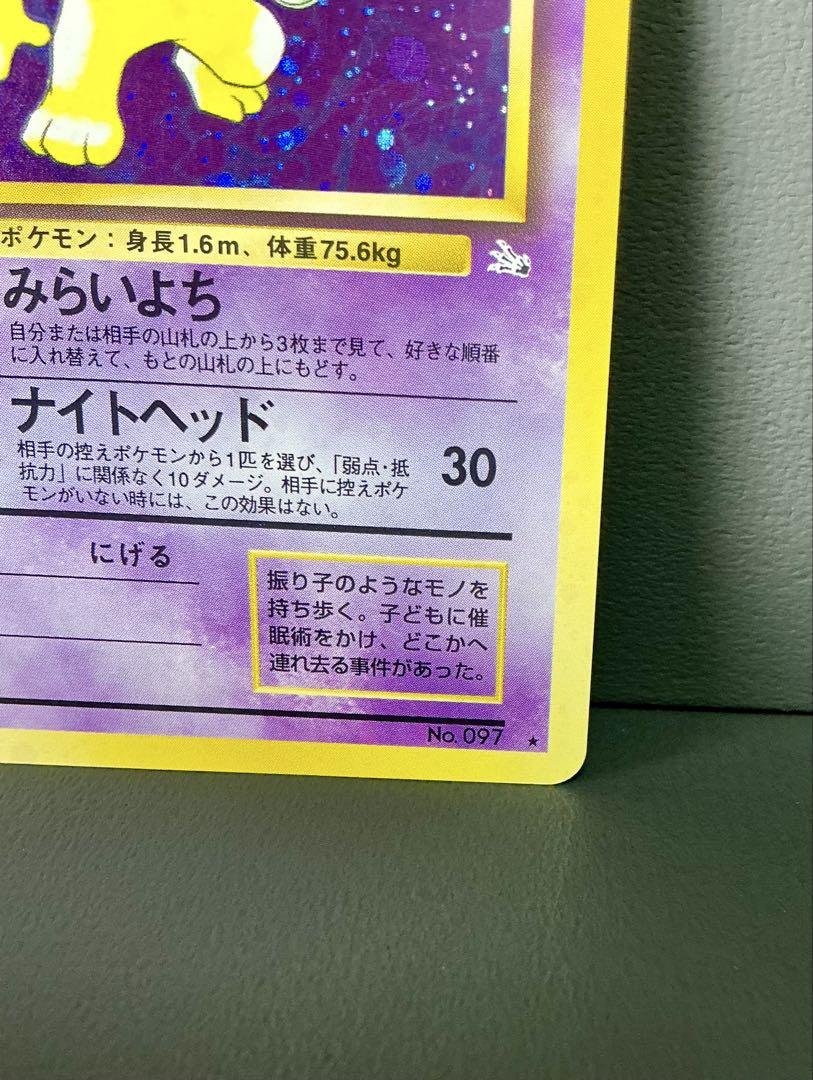 ポケモン：身長1.6m、体重75.6kg
みらいよち
自分または相手の山札の上から3枚まで見て、好きな順番
に入れ替えて、もとの山札の上にもどす。
ナイトヘッド
相手の控えポケモンから1匹を選び、「弱点・抵
抗力」に関係なく10ダメージ。相手に控えポケ
モンがいない時には、この効果はない。
30
にげる
振り子のようなモノを
持ち歩く。子どもに催
眠術をかけ、どこかへ
連れ去る事件があった。
No.097 ★